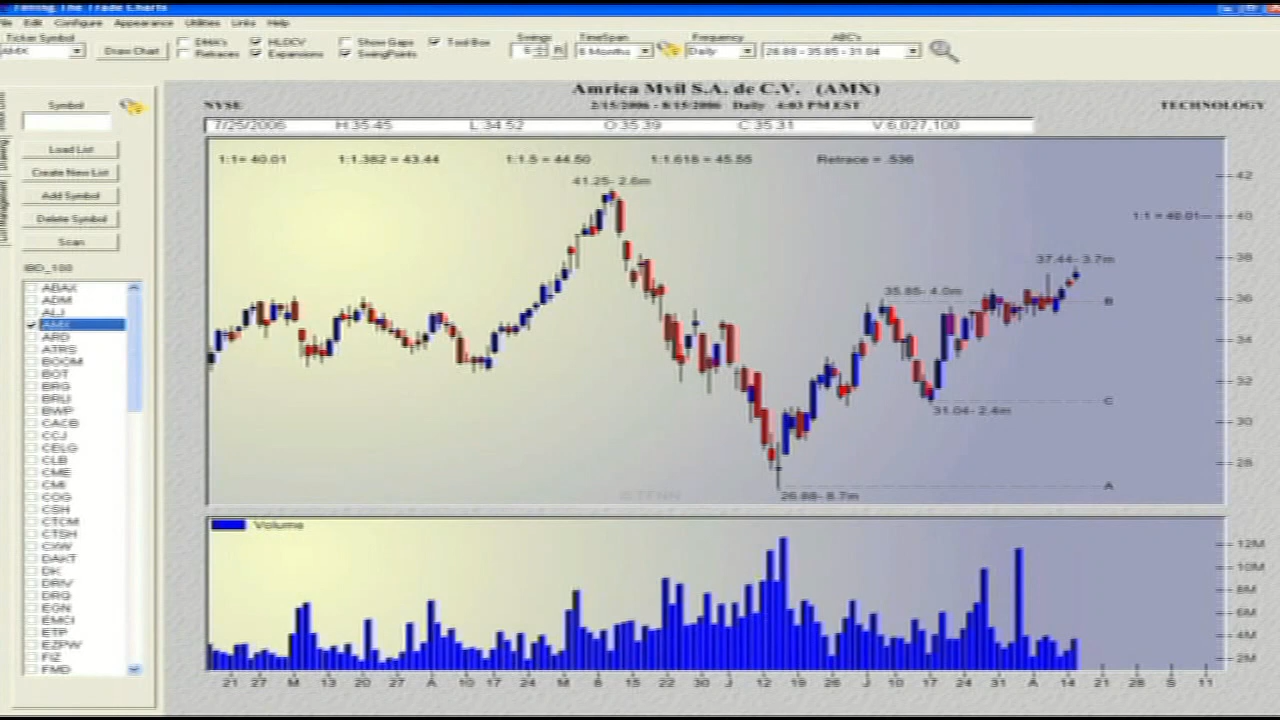 Timing The Trade Charts
File Edit Configure Appearance Utilities Links Help
Ticker Symbol Swings TimeSpan Frequency ABC's
AMX Draw Chart DMA's HLOCV Show Gaps Tool Box 5 R 6 Months Daily 26.88 - 35.85 - 31.04
Retraces Expansions SwingPoints
Amrica Mvil S.A. de C.V. (AMX)
NYSE 2/15/2006 - 8/15/2006 Daily 4:03 PM EST TECHNOLOGY
7/25/2006 H:35.45 L:34.52 O:35.39 C:35.31 V:6,027,100
1:1= 40.01 1:1.382 = 43.44 1:1.5 = 44.50 1:1.618 = 45.55 Retrace = .536
41.25- 2.6m
42
1:1 = 40.01 40
37.44- 3.7m 38
35.85- 4.0m 36
B
34
32
C
31.04- 2.4m
30
28
A
26.88- 8.7m
Volume
12M
10M
8M
6M
4M
2M
21 27 M 13 20 27 A 10 17 24 M 8 15 22 30 J 12 19 26 J 10 17 24 31 A 14 21 28 S 11
Symbol
Load List
Create New List
Add Symbol
Delete Symbol
Scan
IBD_100
ABAX
ADM
ALJ
AMX
ARD
ATRS
BOOM
BOT
BRG
BRLI
BWP
CACB
CCJ
CELG
CLB
CME
CMI
COG
CSH
CTCM
CTSH
CXW
DAKT
DK
DRIV
DRQ
EGN
EMCI
ETP
EZPW
FIZ
FMD